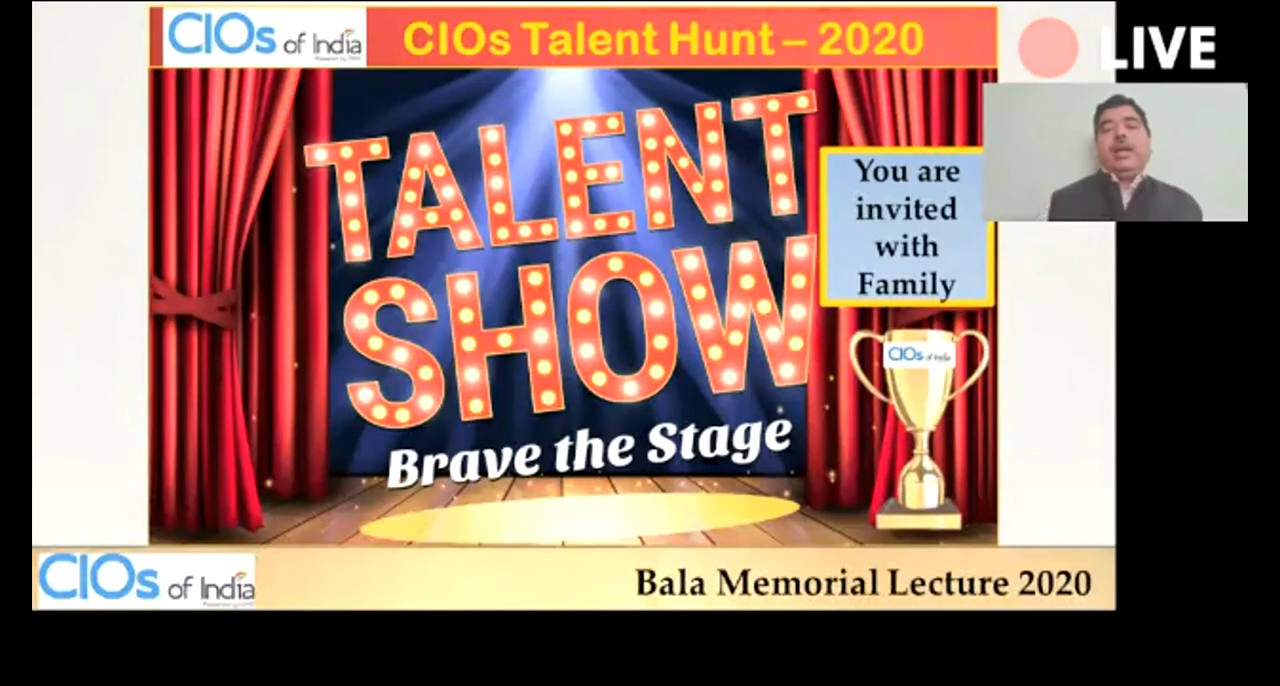 CIOs of India
CIOs Talent Hunt – 2020
LIVE
TALENT
SHOW
Brave the Stage
You are
invited
with
Family
CIOs of India
CIOs of India
Bala Memorial Lecture 2020